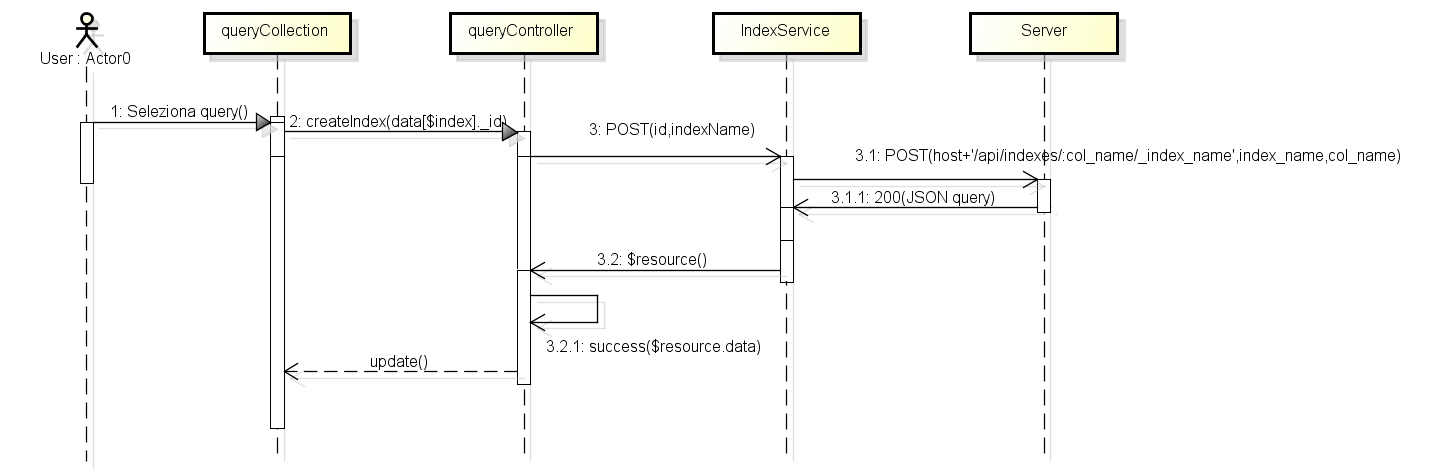 User : Actor0
queryCollection
queryController
IndexService
Server
1: Seleziona query()
2: createIndex(data[$index]._id)
3: POST(id,indexName)
3.1: POST(host+'/api/indexes/:col_name/_index_name',index_name,col_name)
3.1.1: 200(JSON query)
3.2: $resource()
3.2.1: success($resource.data)
update()